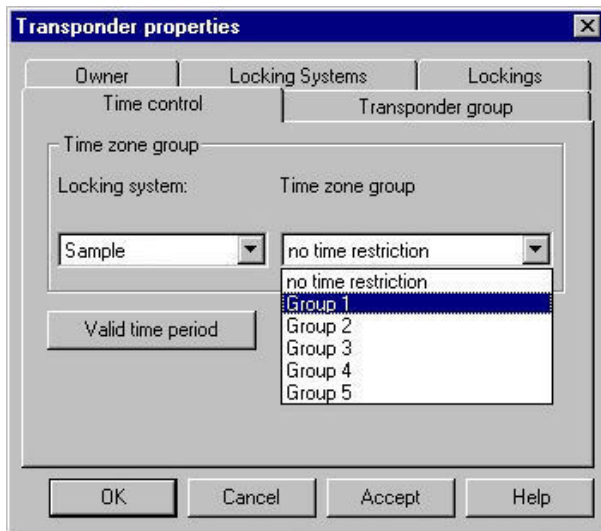 Transponder properties
Owner
Locking Systems
Lockings
Time control
Transponder group
Time zone group
Locking system:
Time zone group
Sample
no time restriction
no time restriction
Group 1
Group 2
Group 3
Group 4
Group 5
Valid time period
OK
Cancel
Accept
Help